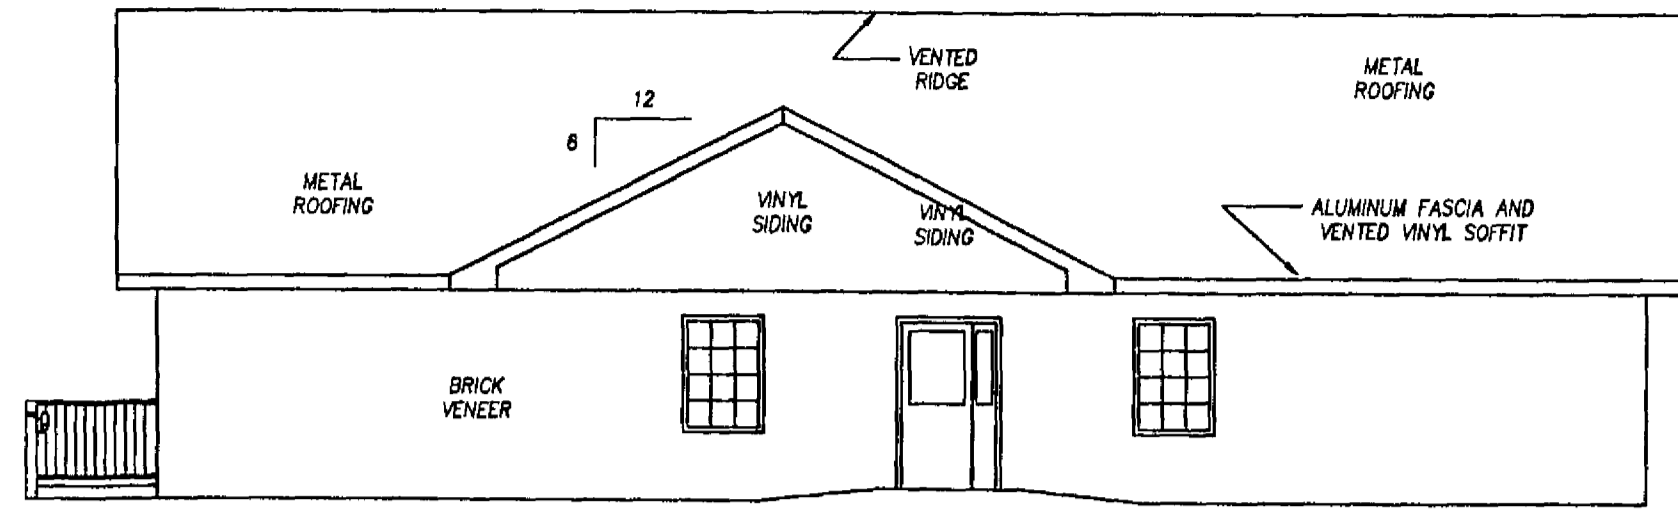 VENTED
RIDGE
METAL
ROOFING
12
6
METAL
ROOFING
VINYL
SIDING
VINYL
SIDING
ALUMINUM FASCIA AND
VENTED VINYL SOFFIT
BRICK
VENEER